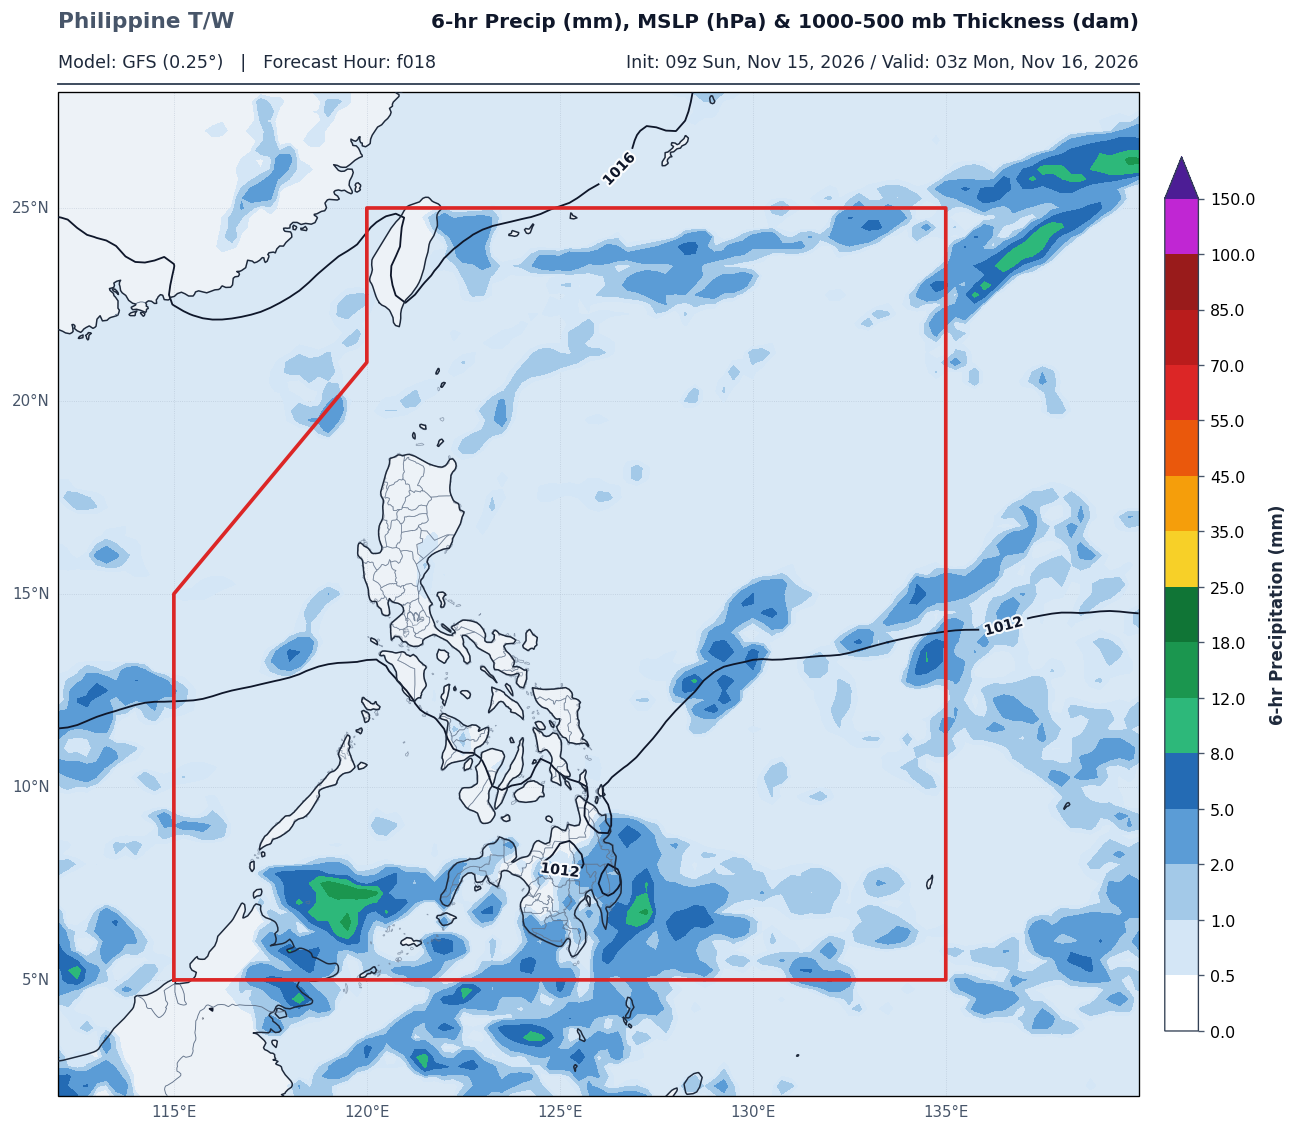 Philippine T/W
6-hr Precip (mm), MSLP (hPa) & 1000-500 mb Thickness (dam)
Model: GFS (0.25°) | Forecast Hour: f018
Init: 09z Sun, Nov 15, 2026 / Valid: 03z Mon, Nov 16, 2026
1016
1012
1012
25°N
20°N
15°N
10°N
5°N
115°E
120°E
125°E
130°E
135°E
150.0
100.0
85.0
70.0
55.0
45.0
35.0
25.0
18.0
12.0
8.0
5.0
2.0
1.0
0.5
0.0
6-hr Precipitation (mm)